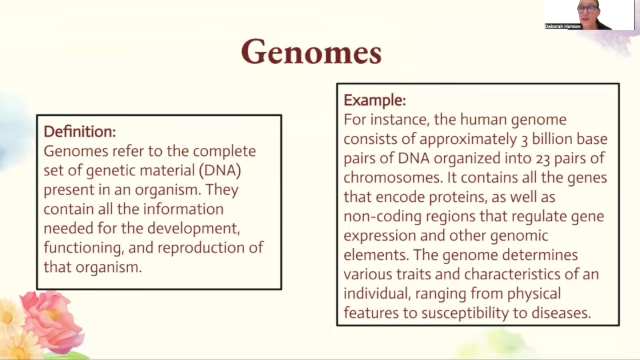 Deborah Hansen
Genomes
Definition:
Genomes refer to the complete
set of genetic material (DNA)
present in an organism. They
contain all the information
needed for the development,
functioning, and reproduction of
that organism.
Example:
For instance, the human genome
consists of approximately 3 billion base
pairs of DNA organized into 23 pairs of
chromosomes. It contains all the genes
that encode proteins, as well as
non-coding regions that regulate gene
expression and other genomic
elements. The genome determines
various traits and characteristics of an
individual, ranging from physical
features to susceptibility to diseases.